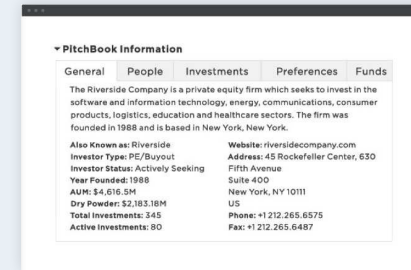 PitchBook Information
General People Investments Preferences Funds
The Riverside Company is a private equity firm which seeks to invest in the
software and information technology, energy, communications, consumer
products, logistics, education and healthcare sectors. The firm was
founded in 1988 and is based in New York, New York.
Also Known as: Riverside
Investor Type: PE/Buyout
Investor Status: Actively Seeking
Year Founded: 1988
AUM: $4,616.5M
Dry Powder: $2,183.18M
Total Investments: 345
Active Investments: 80
Website: riversidecompany.com
Address: 45 Rockefeller Center, 630
Fifth Avenue
Suite 400
New York, NY 10111
US
Phone: +1 212.265.6575
Fax: +1 212.265.6487